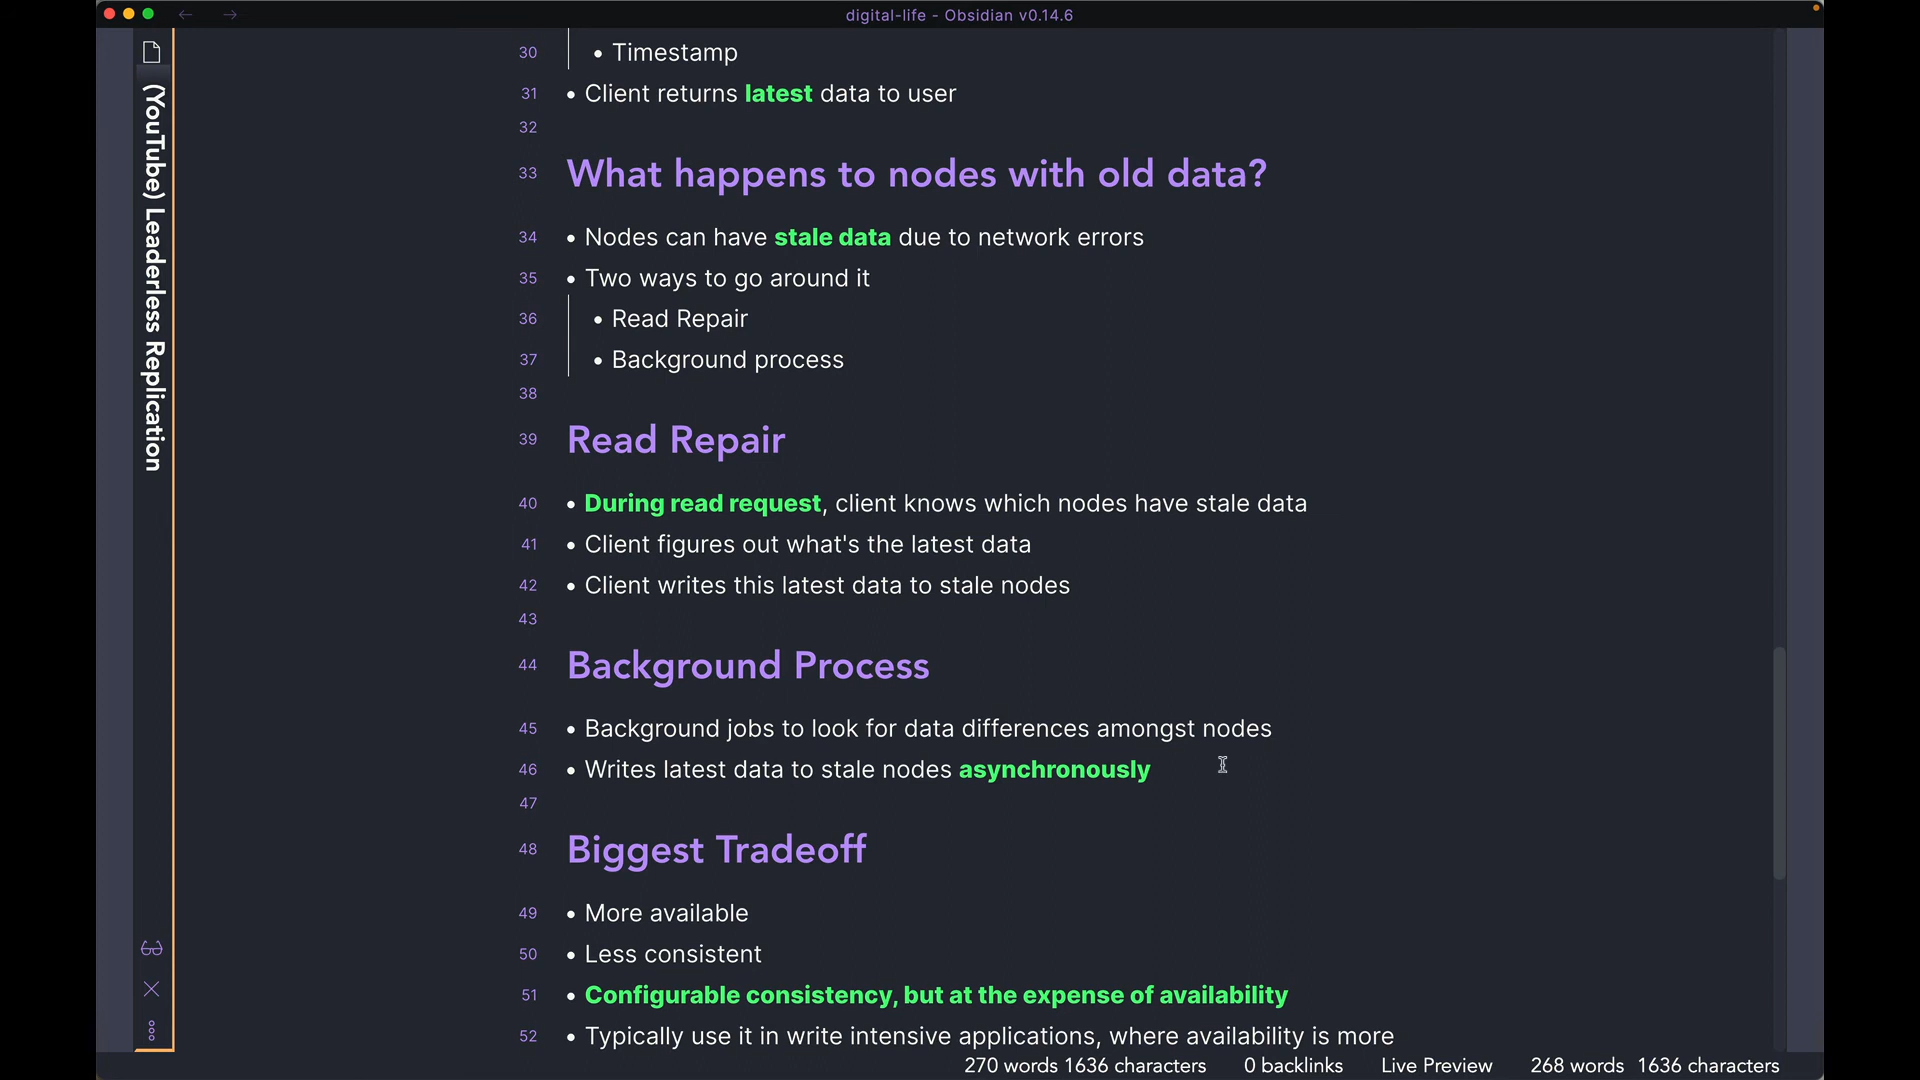 digital-life - Obsidian v0.14.6
(YouTube) Leaderless Replication
30 • Timestamp
31 • Client returns latest data to user
32
33 What happens to nodes with old data?
34 • Nodes can have stale data due to network errors
35 • Two ways to go around it
36 • Read Repair
37 • Background process
38
39 Read Repair
40 • During read request, client knows which nodes have stale data
41 • Client figures out what's the latest data
42 • Client writes this latest data to stale nodes
43
44 Background Process
45 • Background jobs to look for data differences amongst nodes
46 • Writes latest data to stale nodes asynchronously
47
48 Biggest Tradeoff
49 • More available
50 • Less consistent
51 • Configurable consistency, but at the expense of availability
52 • Typically use it in write intensive applications, where availability is more
270 words 1636 characters 0 backlinks Live Preview 268 words 1636 characters